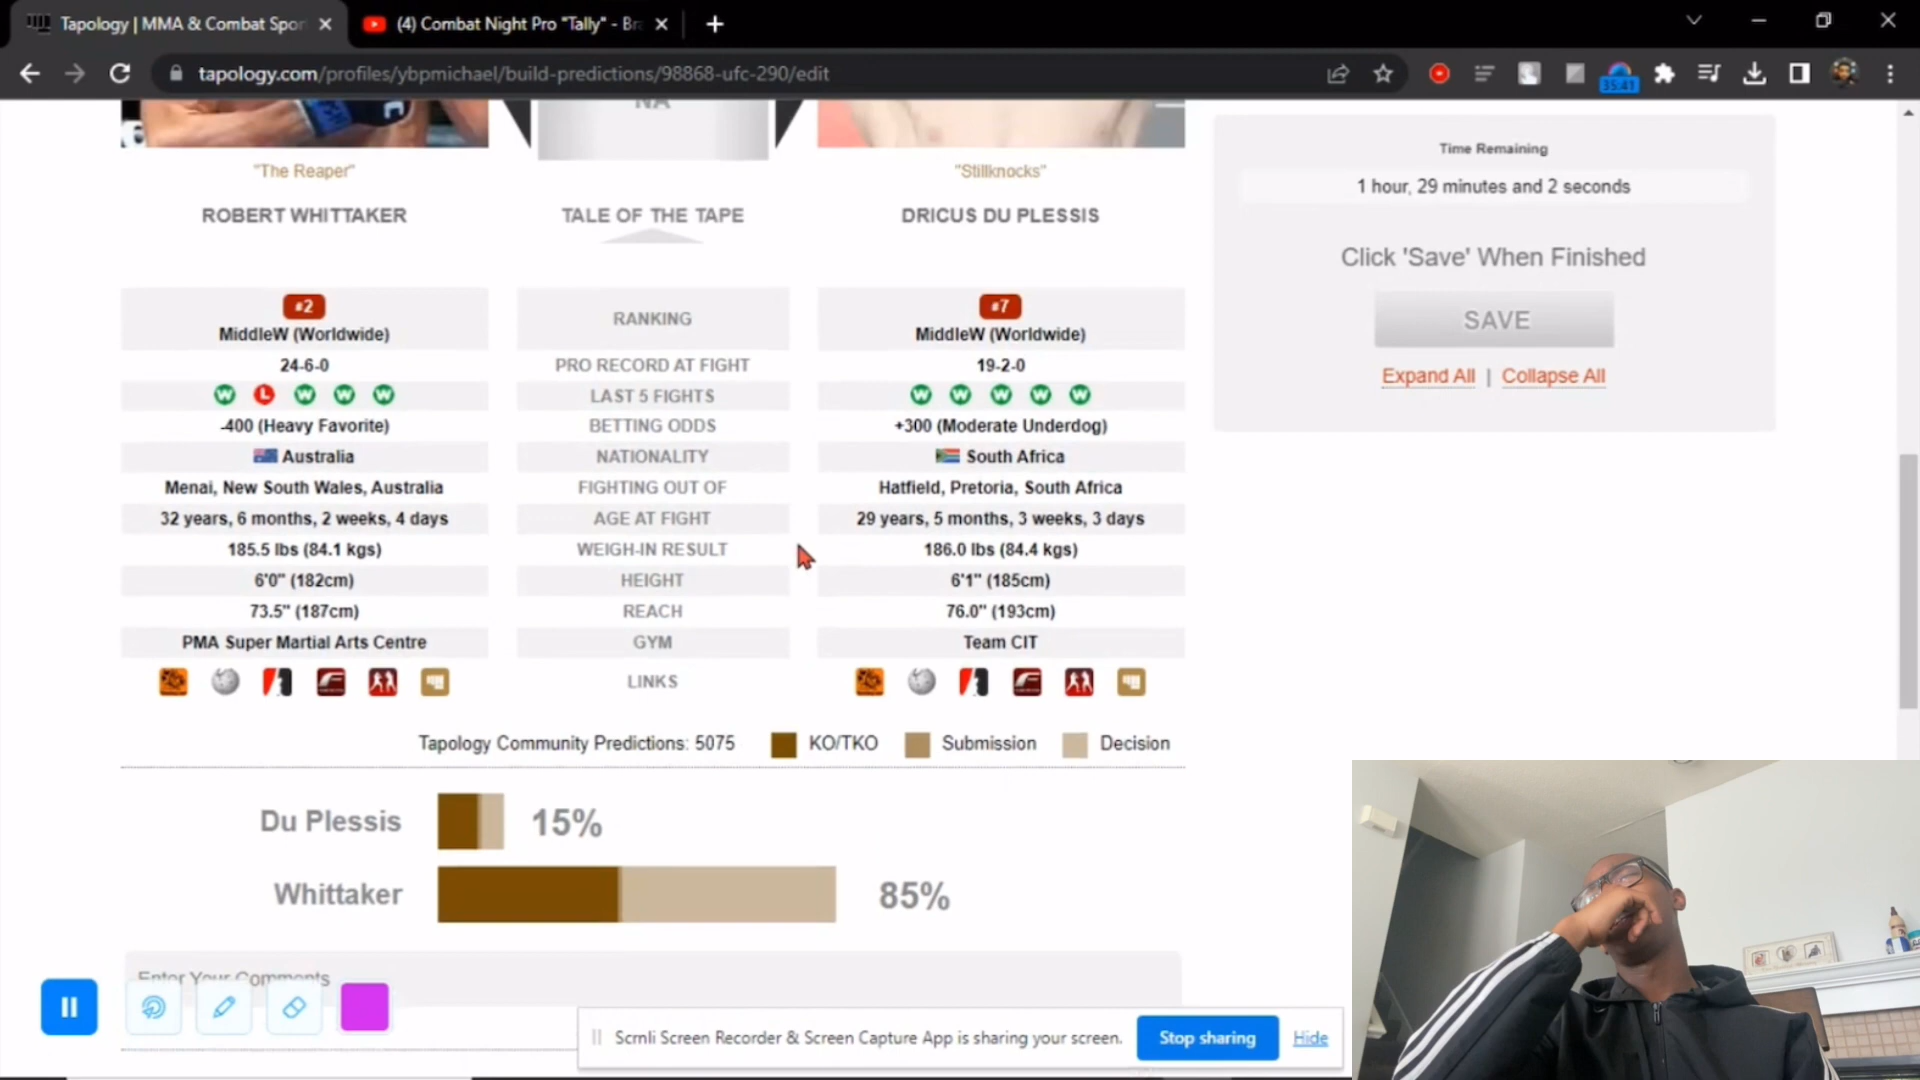 Tapology | MMA & Combat Spor
(4) Combat Night Pro "Tally" - Br
tapology.com/profiles/ybpmichael/build-predictions/98868-ufc-290/edit
35:41
NA
"The Reaper"
"Stillknocks"
ROBERT WHITTAKER
TALE OF THE TAPE
DRICUS DU PLESSIS
#2
MiddleW (Worldwide)
RANKING
#7
MiddleW (Worldwide)
24-6-0
PRO RECORD AT FIGHT
19-2-0
W L W W W
LAST 5 FIGHTS
W W W W W
-400 (Heavy Favorite)
BETTING ODDS
+300 (Moderate Underdog)
Australia
NATIONALITY
South Africa
Menai, New South Wales, Australia
FIGHTING OUT OF
Hatfield, Pretoria, South Africa
32 years, 6 months, 2 weeks, 4 days
AGE AT FIGHT
29 years, 5 months, 3 weeks, 3 days
185.5 lbs (84.1 kgs)
WEIGH-IN RESULT
186.0 lbs (84.4 kgs)
6'0" (182cm)
HEIGHT
6'1" (185cm)
73.5" (187cm)
REACH
76.0" (193cm)
PMA Super Martial Arts Centre
GYM
Team CIT
LINKS
Tapology Community Predictions: 5075
KO/TKO
Submission
Decision
Du Plessis
15%
Whittaker
85%
Enter Your Comments
Time Remaining
1 hour, 29 minutes and 2 seconds
Click 'Save' When Finished
SAVE
Expand All | Collapse All
Scrnli Screen Recorder & Screen Capture App is sharing your screen.
Stop sharing
Hide